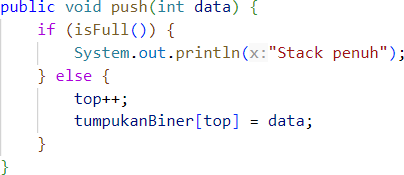 public void push(int data) {
    if (isFull()) {
        System.out.println(x:"Stack penuh");
    } else {
        top++;
        tumpukanBiner[top] = data;
    }
}